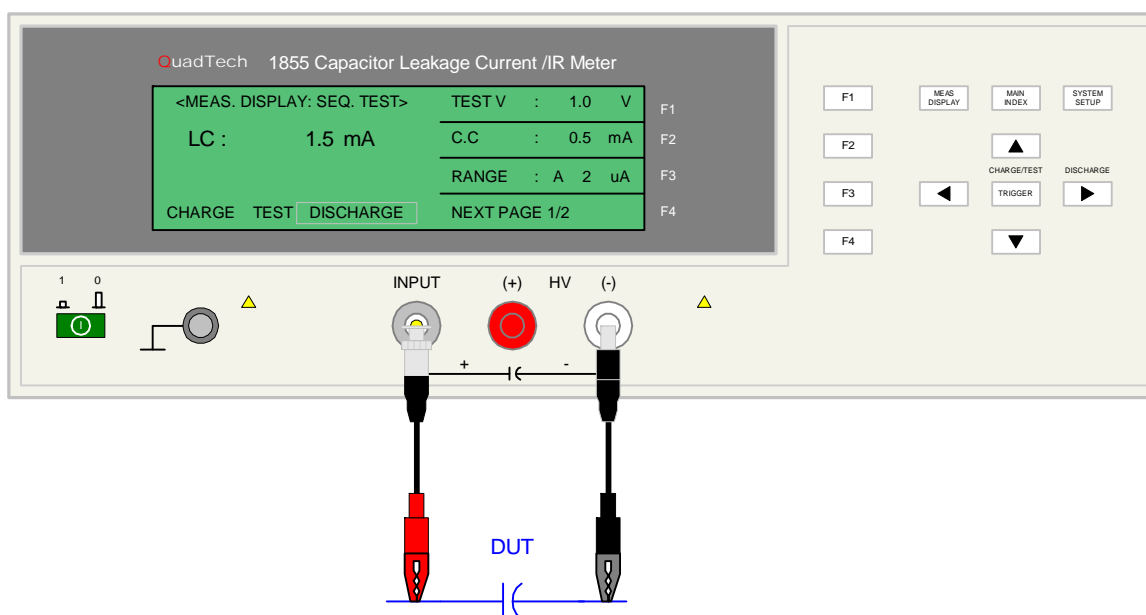 QuadTech 1855 Capacitor Leakage Current /IR Meter
<MEAS. DISPLAY: SEQ. TEST>
LC : 1.5 mA
CHARGE TEST DISCHARGE
TEST V : 1.0 V
C.C : 0.5 mA
RANGE : A 2 uA
NEXT PAGE 1/2
F1
F2
F3
F4
F1
F2
F3
F4
MEAS DISPLAY
MAIN INDEX
SYSTEM SETUP
CHARGE/TEST
TRIGGER
DISCHARGE
1 0
INPUT (+) HV (-)
+ -
DUT